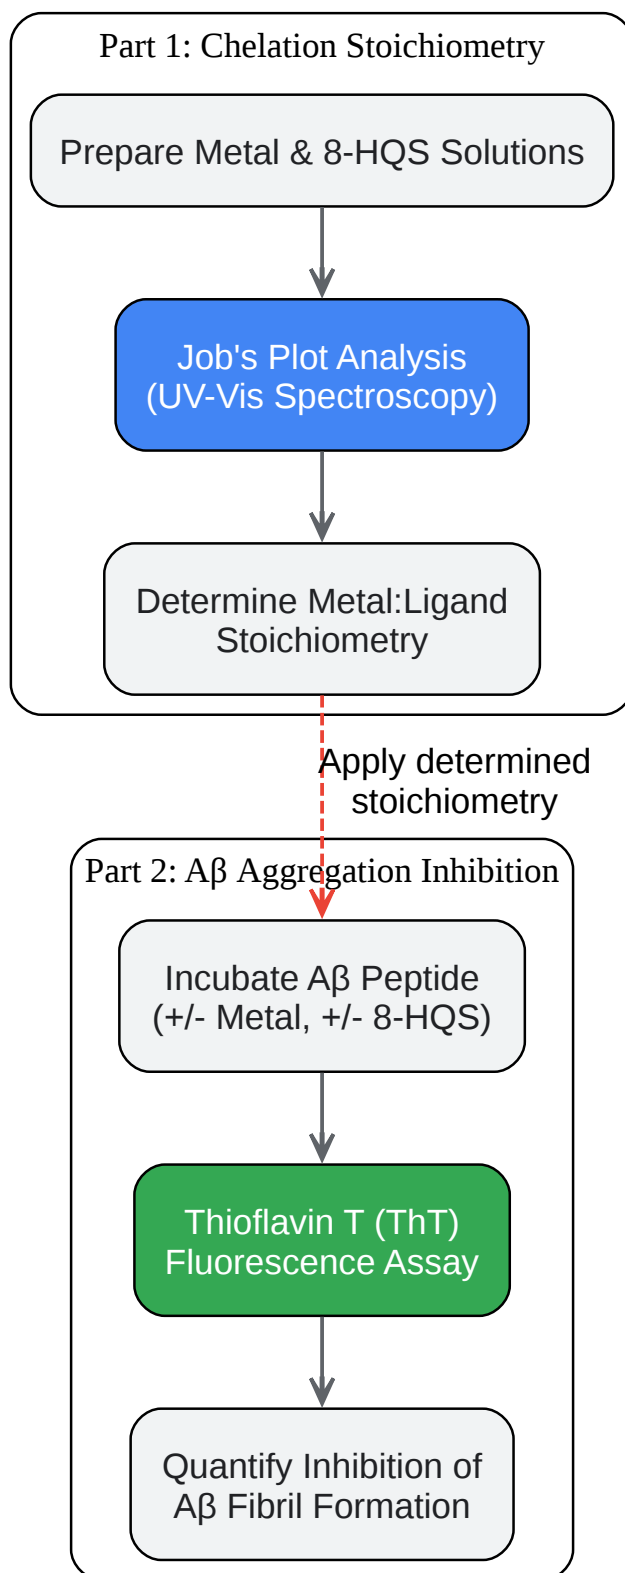 Part 1: Chelation Stoichiometry
Prepare Metal & 8-HQS Solutions
Job's Plot Analysis
(UV-Vis Spectroscopy)
Determine Metal:Ligand
Stoichiometry
Apply determined
stoichiometry
Part 2: Aβ Aggregation Inhibition
Incubate Aβ Peptide
(+/- Metal, +/- 8-HQS)
Thioflavin T (ThT)
Fluorescence Assay
Quantify Inhibition of
Aβ Fibril Formation